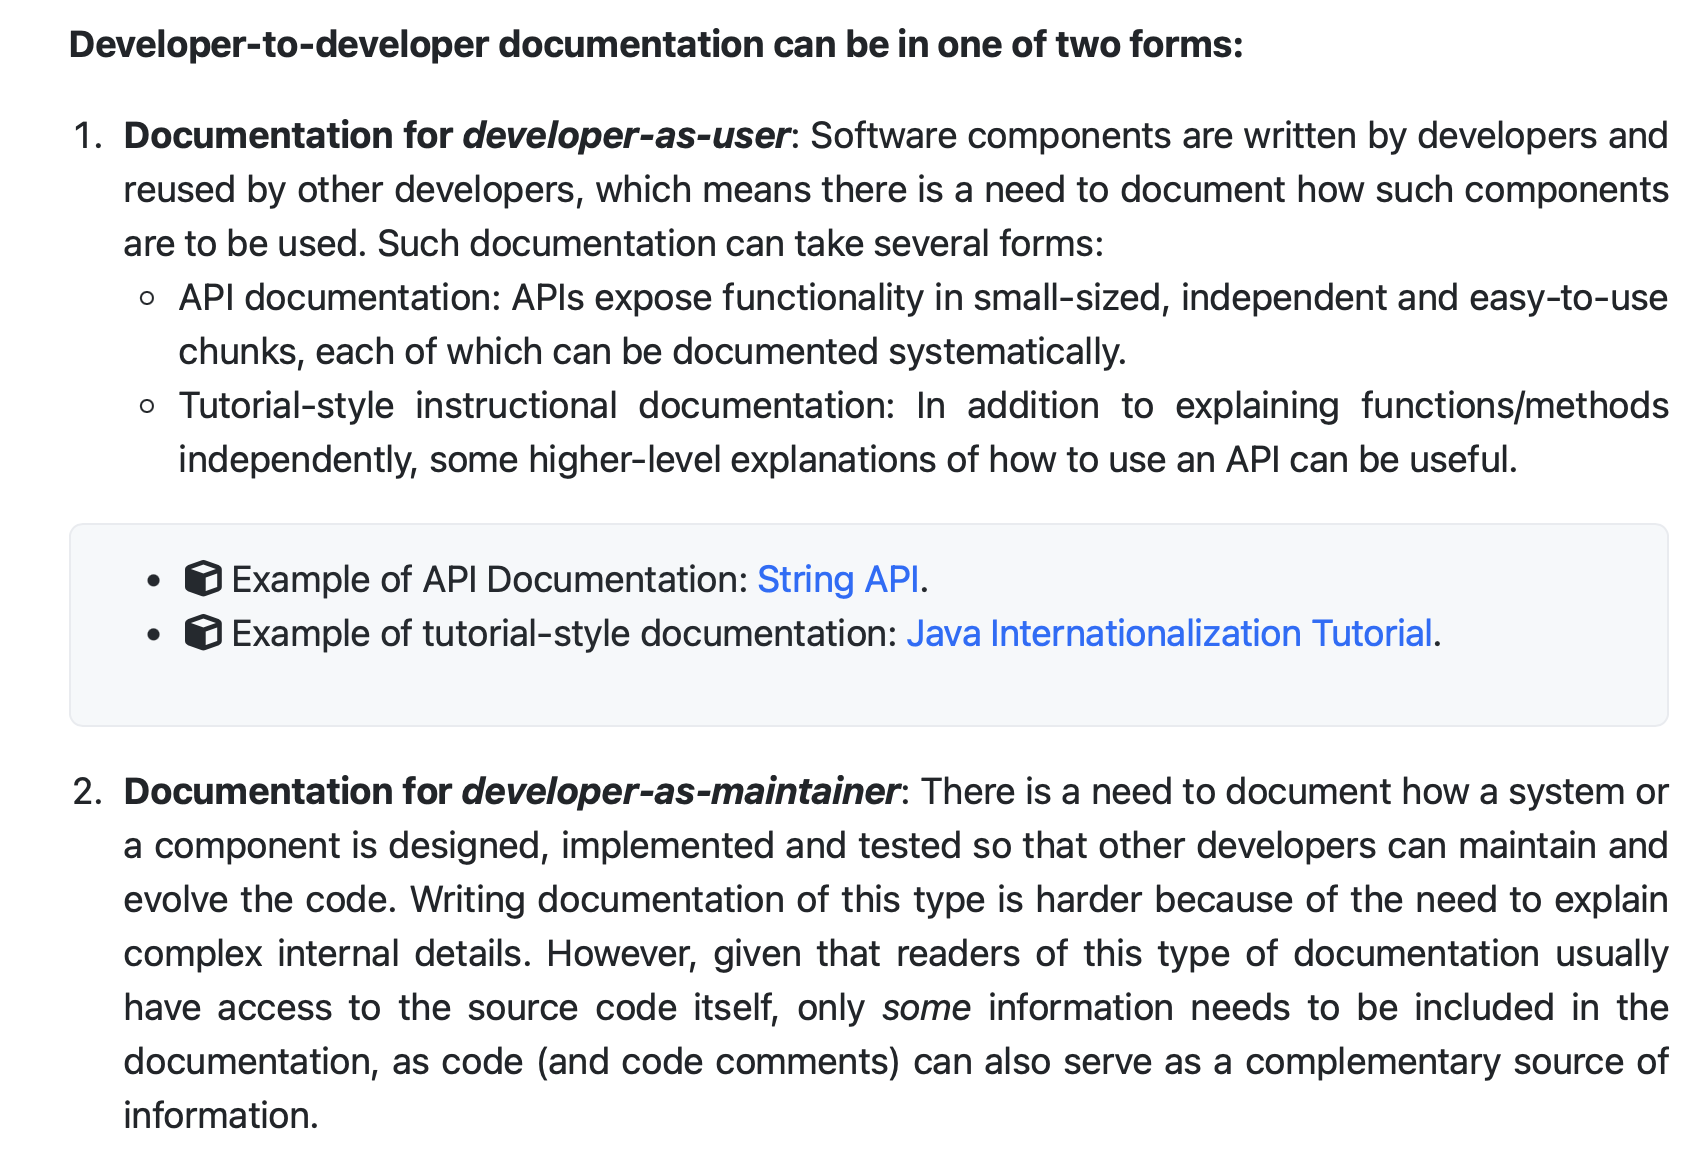 Developer-to-developer documentation can be in one of two forms:
1. Documentation for developer-as-user: Software components are written by developers and
reused by other developers, which means there is a need to document how such components
are to be used. Such documentation can take several forms:
○ API documentation: APIs expose functionality in small-sized, independent and easy-to-use
chunks, each of which can be documented systematically.
○ Tutorial-style instructional documentation: In addition to explaining functions/methods
independently, some higher-level explanations of how to use an API can be useful.
• Example of API Documentation: String API.
• Example of tutorial-style documentation: Java Internationalization Tutorial.
2. Documentation for developer-as-maintainer: There is a need to document how a system or
a component is designed, implemented and tested so that other developers can maintain and
evolve the code. Writing documentation of this type is harder because of the need to explain
complex internal details. However, given that readers of this type of documentation usually
have access to the source code itself, only some information needs to be included in the
documentation, as code (and code comments) can also serve as a complementary source of
information.